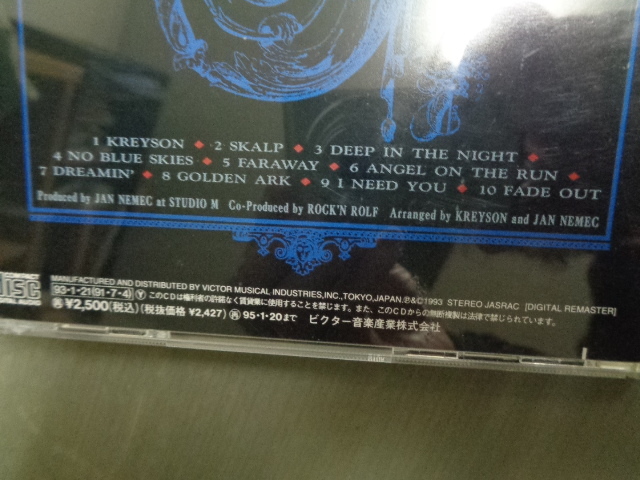 1 KREYSON ◆ 2 SKALP ◆ 3 DEEP IN THE NIGHT ◆
4 NO BLUE SKIES ◆ 5 FARAWAY ◆ 6 ANGEL ON THE RUN ◆
7 DREAMIN' ◆ 8 GOLDEN ARK ◆ 9 I NEED YOU ◆ 10 FADE OUT
Produced by JAN NEMEC at STUDIO M Co-Produced by ROCK'N ROLF Arranged by KREYSON and JAN NEMEC
MANUFACTURED AND DISTRIBUTED BY VICTOR MUSICAL INDUSTRIES, INC., TOKYO, JAPAN. ℗&©1993 STEREO JASRAC [DIGITAL REMASTER]
93・1・21(91・7・4) Ⓨ このCDは権利者の許諾なく賃貸業に使用することを禁じます。また、このCDからの無断複製は法律で禁じられています。
¥2,500(税込) (税抜価格 ¥2,427) 再 95・1・20まで ビクター音楽産業株式会社